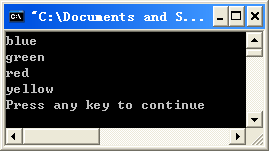 "C:\Documents and S...
blue
green
red
yellow
Press any key to continue